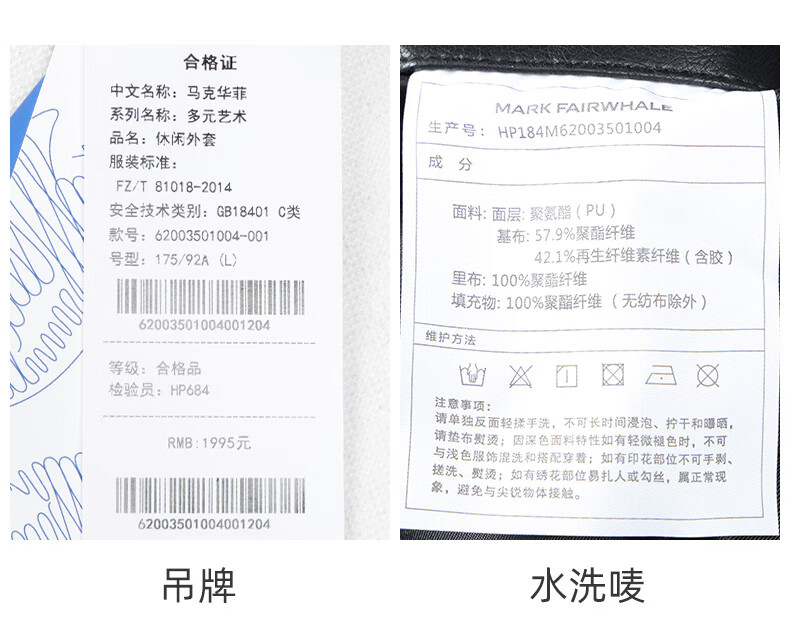 合格证
中文名称：马克华菲
系列名称：多元艺术
品名：休闲外套
服装标准：
FZ/T 81018-2014
安全技术类别：GB18401 C类
款号：62003501004-001
号型：175/92A（L）
62003501004001204
等级：合格品
检验员：HP684
RMB:1995元
62003501004001204
吊牌
MARK FAIRWHALE
生产号：HP184M62003501004
成 分
面料：面层：聚氨酯（PU）
基布：57.9%聚酯纤维
42.1%再生纤维素纤维（含胶）
里布：100%聚酯纤维
填充物：100%聚酯纤维（无纺布除外）
维护方法
注意事项：
请单独反面轻揉手洗，不可长时间浸泡、拧干和曝晒，
请垫布熨烫；因深色面料特性如有轻微褪色时，不可
与浅色服饰混洗和搭配穿着；如有印花部位不可手剥、
搓洗、熨烫；如有绣花部位易扎人或勾丝，属正常现
象，避免与尖锐物体接触。
水洗唛